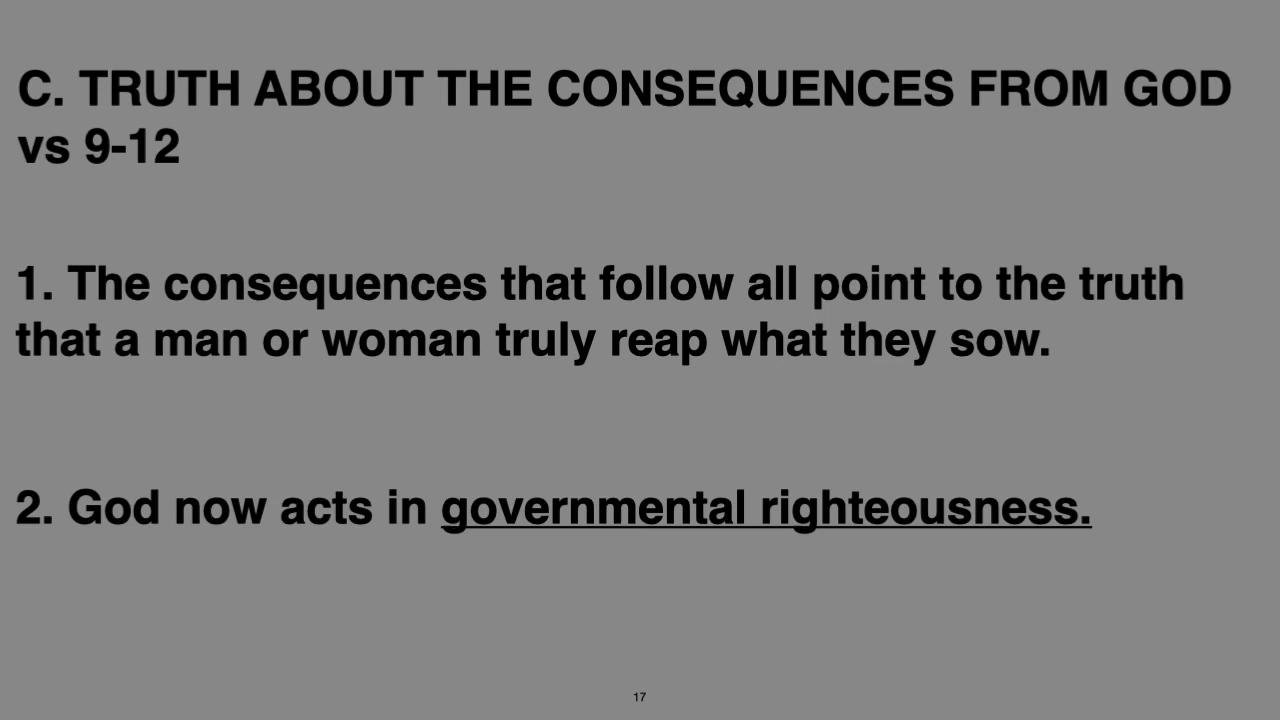 C. TRUTH ABOUT THE CONSEQUENCES FROM GOD
vs 9-12
1. The consequences that follow all point to the truth
that a man or woman truly reap what they sow.
2. God now acts in governmental righteousness.
17